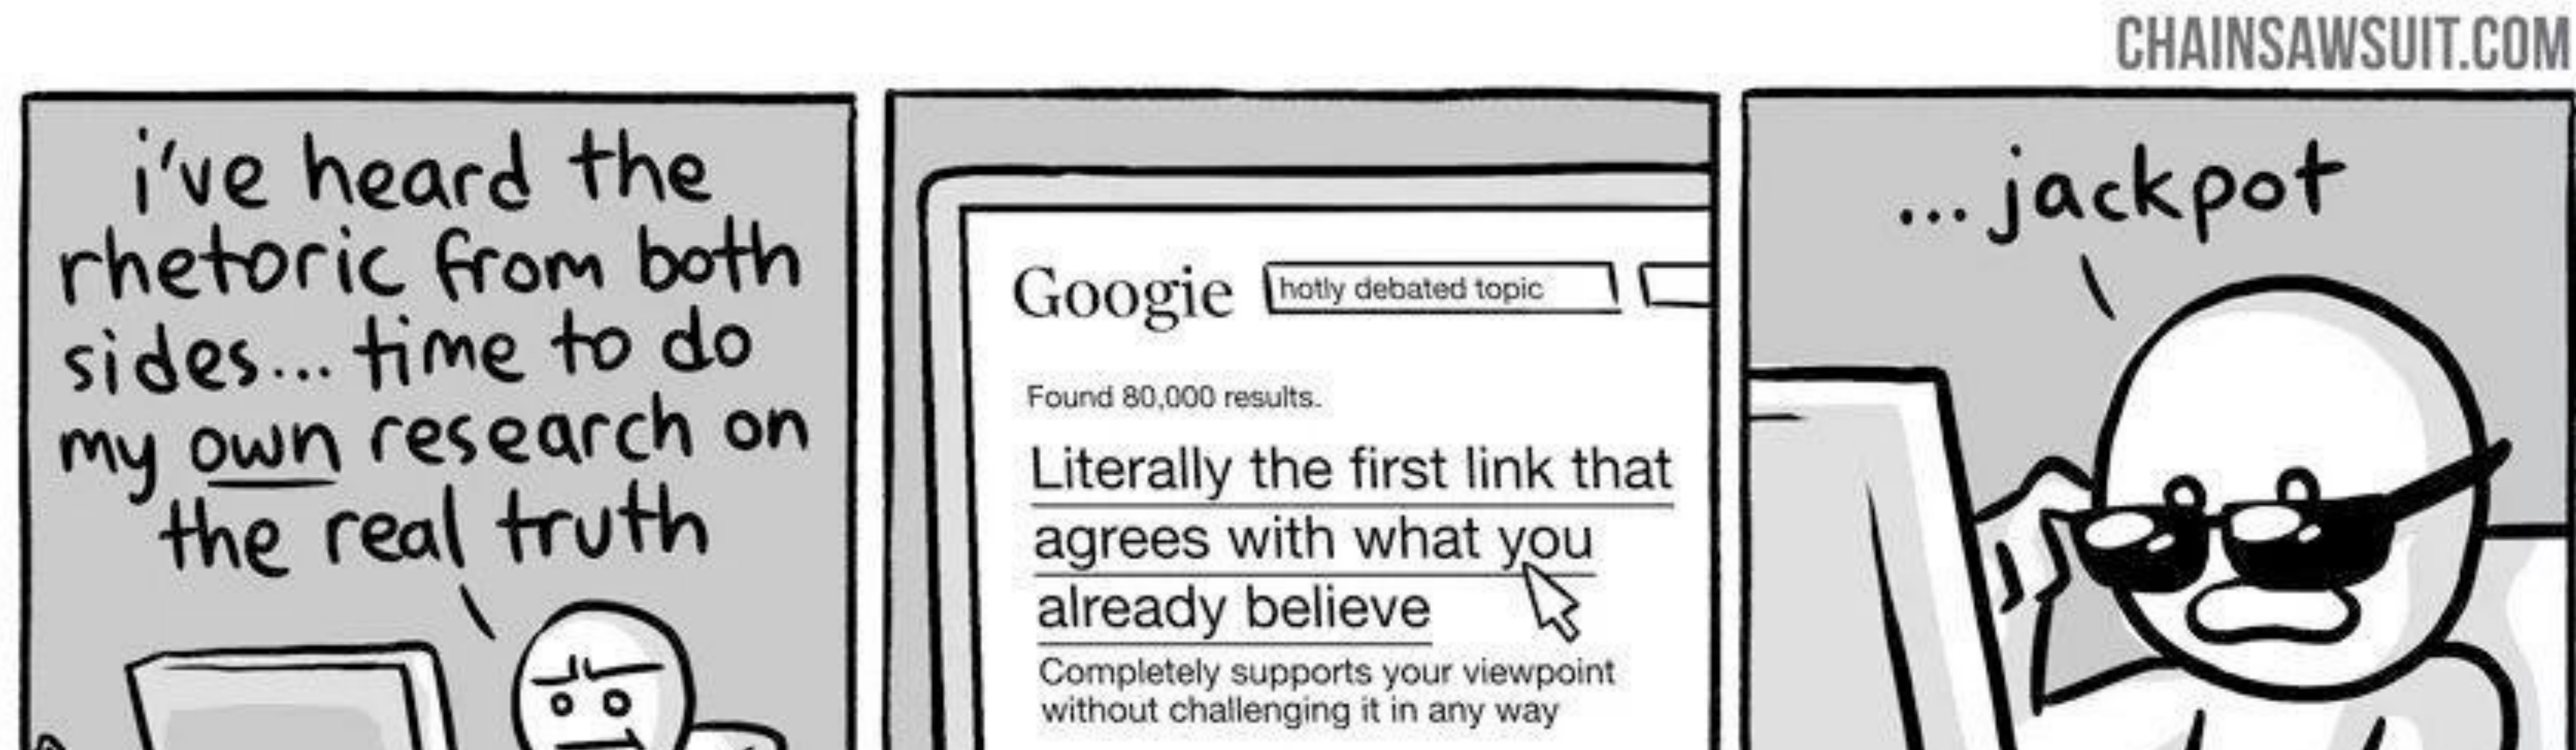 CHAINSAWSUIT.COM
i've heard the
rhetoric from both
sides... time to do
my own research on
the real truth
Googie
hotly debated topic
Found 80,000 results.
Literally the first link that
agrees with what you
already believe
Completely supports your viewpoint
without challenging it in any way
...jackpot